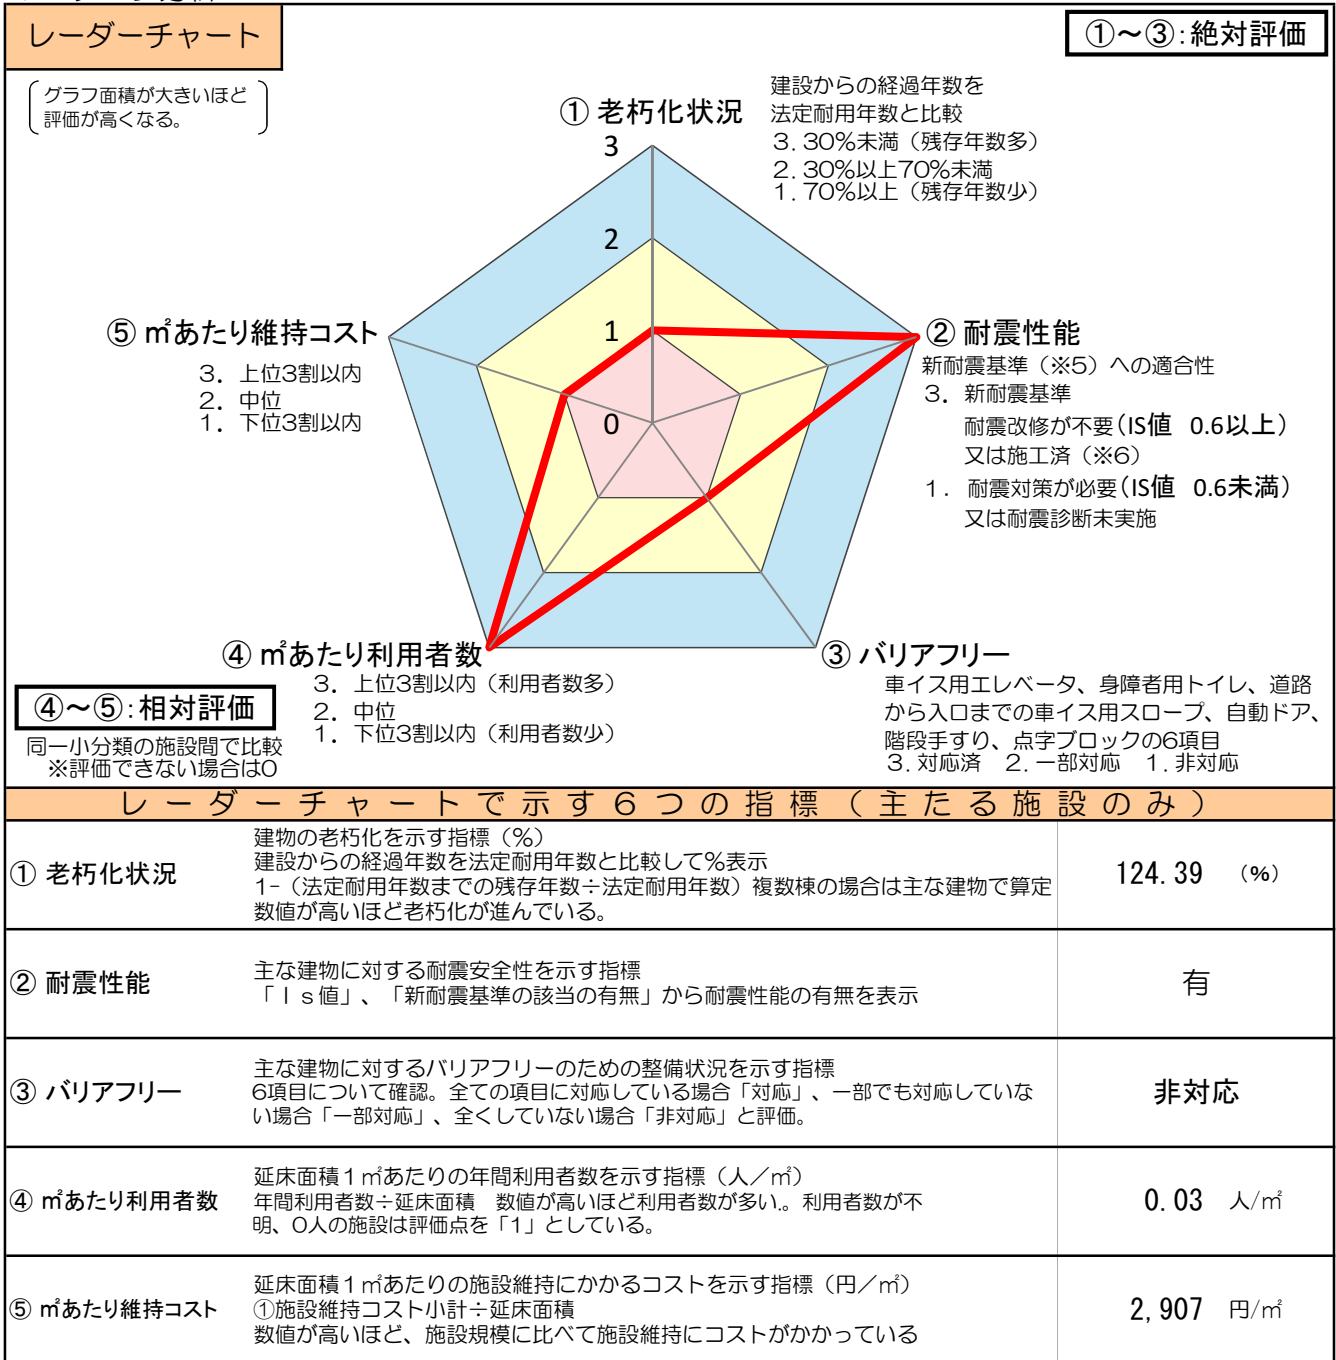 レーダーチャート
①～③：絶対評価
グラフ面積が大きいほど
評価が高くなる。
① 老朽化状況
建設からの経過年数を
法定耐用年数と比較
３．３０％未満（残存年数多）
２．３０％以上７０％未満
１．７０％以上（残存年数少）
3
2
1
0
② 耐震性能
新耐震基準（※５）への適合性
３． 新耐震基準
耐震改修が不要（IS値 0.6以上）
又は施工済（※６）
１． 耐震対策が必要（IS値 0.6未満）
又は耐震診断未実施
⑤ ㎡あたり維持コスト
３． 上位３割以内
２． 中位
１． 下位３割以内
③ バリアフリー
車イス用エレベータ、身障者用トイレ、道路
から入口までの車イス用スロープ、自動ドア、
階段手すり、点字ブロックの６項目
３．対応済 ２．一部対応 １．非対応
④ ㎡あたり利用者数
３． 上位３割以内（利用者数多）
２． 中位
１． 下位３割以内（利用者数少）
④～⑤：相対評価
同一小分類の施設間で比較
※評価できない場合は０
レーダーチャートで示す６つの指標（主たる施設のみ）
① 老朽化状況
建物の老朽化を示す指標（％）
建設からの経過年数を法定耐用年数と比較して％表示
１－（法定耐用年数までの残存年数÷法定耐用年数）複数棟の場合は主な建物で算定
数値が高いほど老朽化が進んでいる。
124.39 （％）
② 耐震性能
主な建物に対する耐震安全性を示す指標
「Ｉｓ値」、「新耐震基準の該当の有無」から耐震性能の有無を表示
有
③ バリアフリー
主な建物に対するバリアフリーのための整備状況を示す指標
6項目について確認。全ての項目に対応している場合「対応」、一部でも対応していな
い場合「一部対応」、全くしていない場合「非対応」と評価。
非対応
④ ㎡あたり利用者数
延床面積１㎡あたりの年間利用者数を示す指標（人／㎡）
年間利用者数÷延床面積 数値が高いほど利用者数が多い。利用者数が不
明、０人の施設は評価点を「1」としている。
0.03 人/㎡
⑤ ㎡あたり維持コスト
延床面積１㎡あたりの施設維持にかかるコストを示す指標（円／㎡）
①施設維持コスト小計÷延床面積
数値が高いほど、施設規模に比べて施設維持にコストがかかっている
2,907 円/㎡